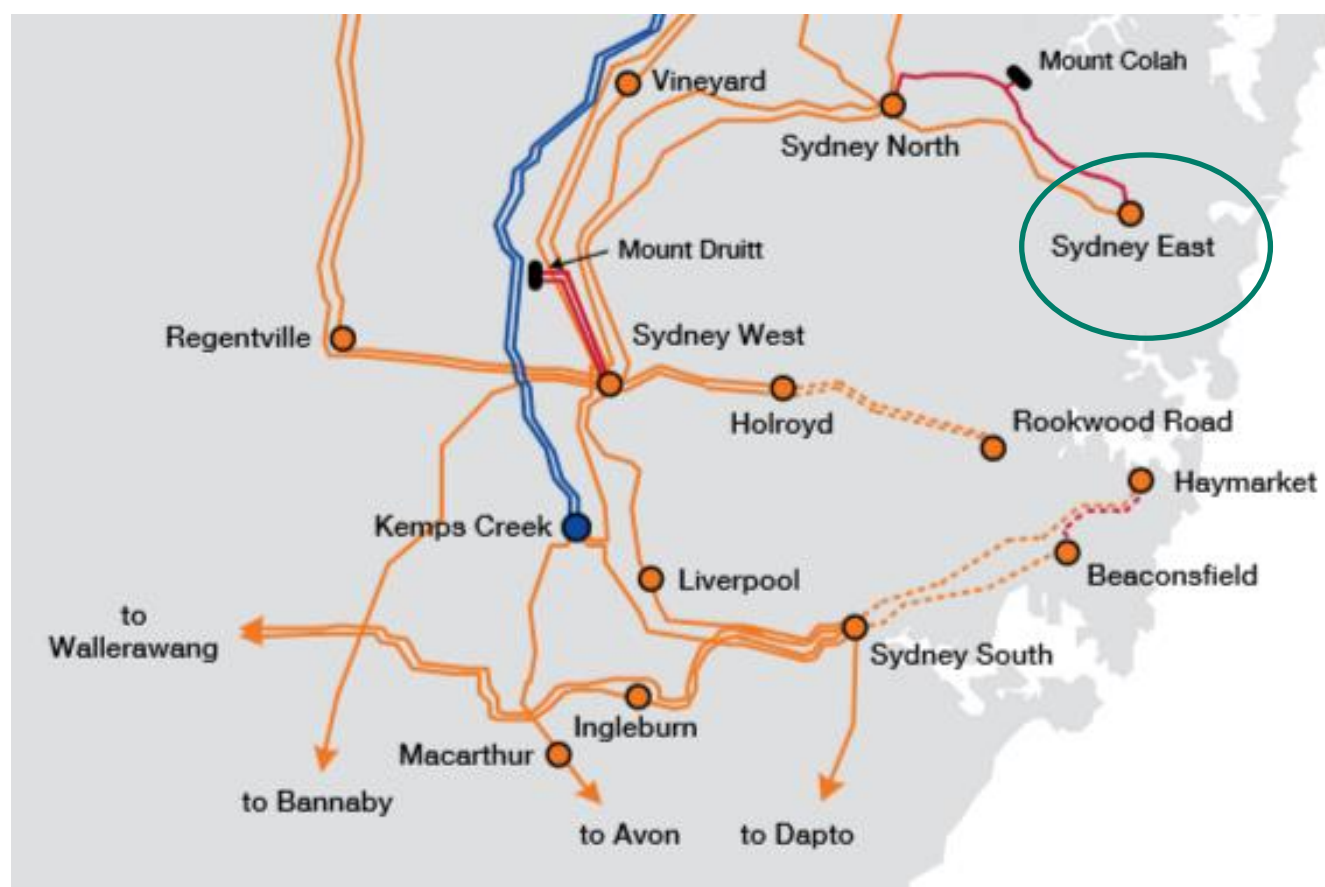 Mount Colah
Vineyard
Sydney North
Mount Druitt
Sydney East
Regentville
Sydney West
Holroyd
Rookwood Road
Haymarket
Kemps Creek
Liverpool
Beaconsfield
to
Wallerawang
Sydney South
Ingleburn
Macarthur
to Bannaby
to Avon
to Dapto